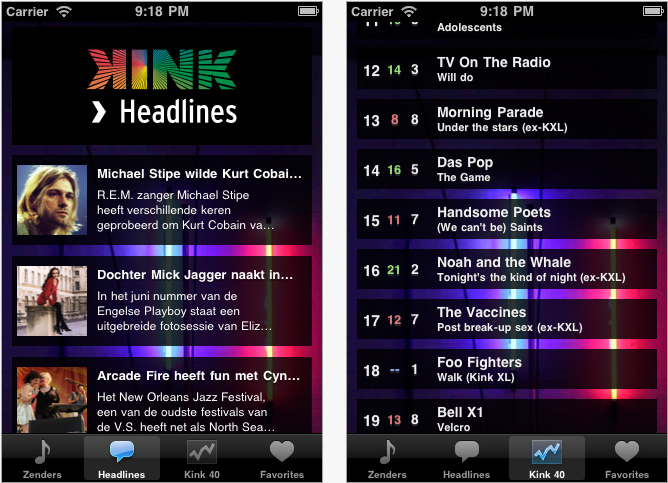 Carrier 9:18 PM
KINK
Headlines
Michael Stipe wilde Kurt Cobai...
R.E.M. zanger Michael Stipe
heeft verschillende keren
geprobeerd om Kurt Cobain va...
Dochter Mick Jagger naakt in...
In het juni nummer van de
Engelse Playboy staat een
uitgebreide fotosessie van Eliz...
Arcade Fire heeft fun met Cyn...
Het New Orleans Jazz Festival,
een van de oudste festivals van
de V.S. heeft net als North Sea...
Zenders Headlines Kink 40 Favorites
Carrier 9:18 PM
Adolescents
12 14 3 TV On The Radio
Will do
13 8 8 Morning Parade
Under the stars (ex-KXL)
14 16 5 Das Pop
The Game
15 11 7 Handsome Poets
(We can't be) Saints
16 21 2 Noah and the Whale
Tonight's the kind of night (ex-KXL)
17 12 7 The Vaccines
Post break-up sex (ex-KXL)
18 -- 1 Foo Fighters
Walk (Kink XL)
19 13 8 Bell X1
Velcro
Zenders Headlines Kink 40 Favorites